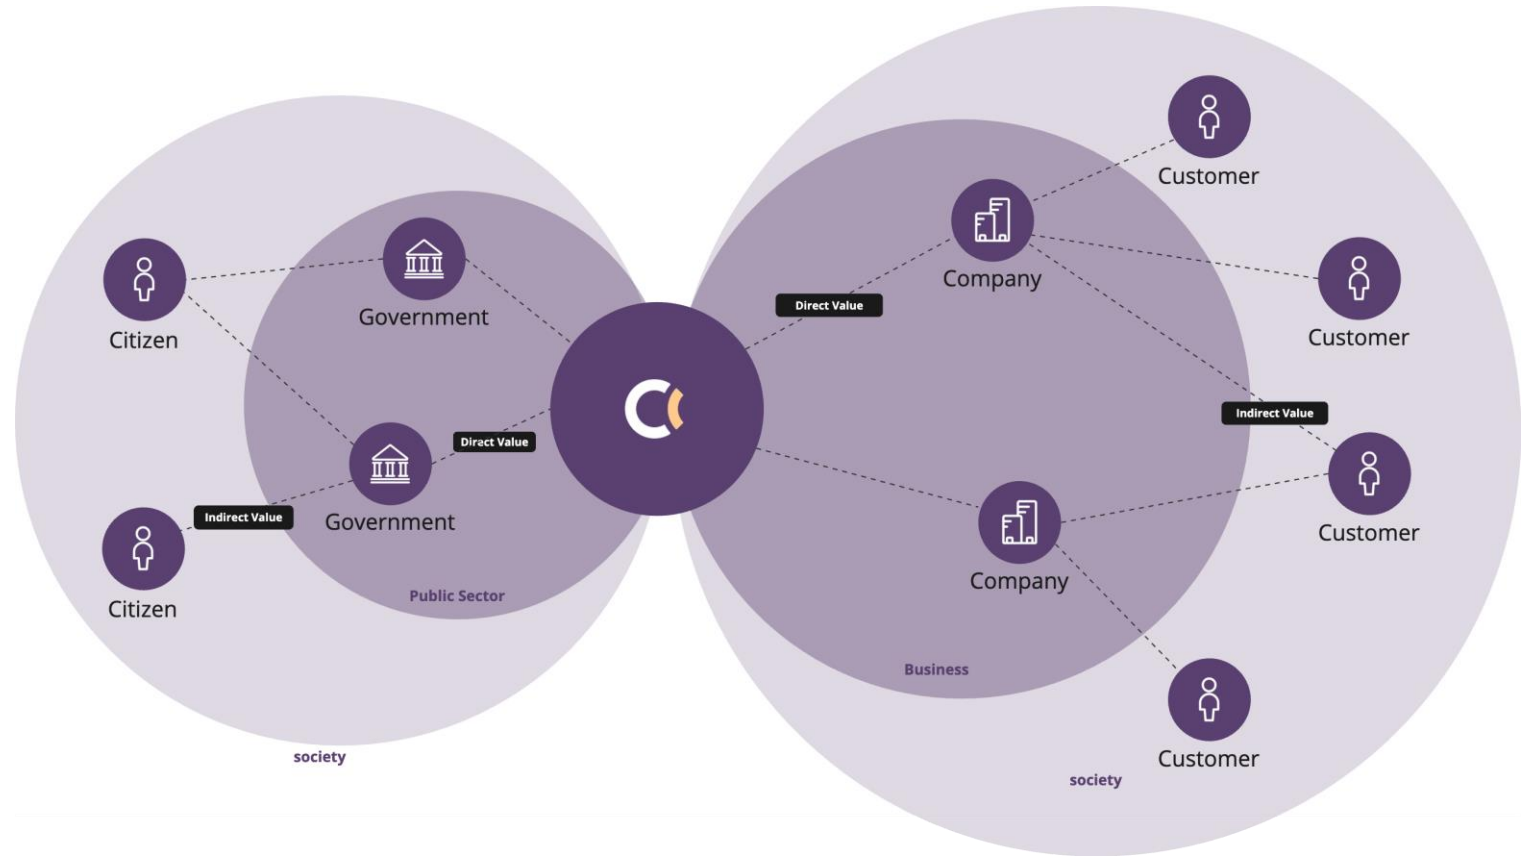 Customer
Company
Customer
Direct Value
Government
Citizen
Indirect Value
Direct Value
Government
Indirect Value
Customer
Company
Citizen
Public Sector
Business
Customer
society
society